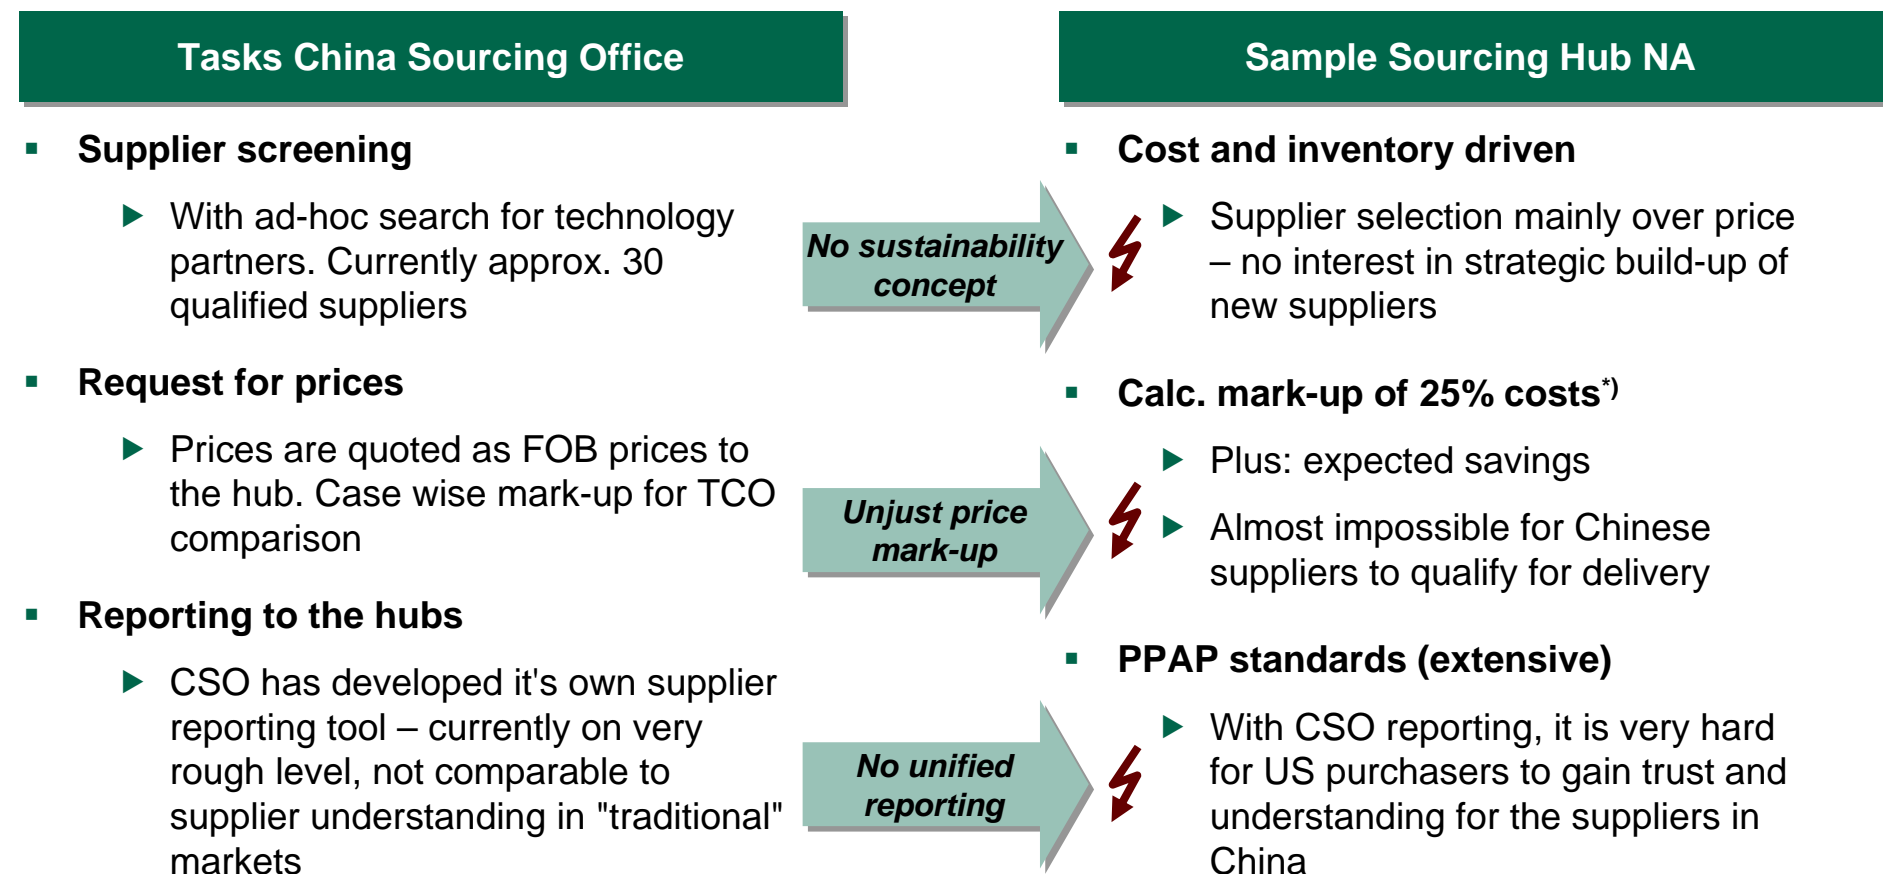 Tasks China Sourcing Office
Supplier screening
With ad-hoc search for technology
partners. Currently approx. 30
qualified suppliers
Request for prices
Prices are quoted as FOB prices to
the hub. Case wise mark-up for TCO
comparison
Reporting to the hubs
CSO has developed it's own supplier
reporting tool – currently on very
rough level, not comparable to
supplier understanding in "traditional"
markets
No sustainability
concept
Unjust price
mark-up
No unified
reporting
Sample Sourcing Hub NA
Cost and inventory driven
Supplier selection mainly over price
– no interest in strategic build-up of
new suppliers
Calc. mark-up of 25% costs*)
Plus: expected savings
Almost impossible for Chinese
suppliers to qualify for delivery
PPAP standards (extensive)
With CSO reporting, it is very hard
for US purchasers to gain trust and
understanding for the suppliers in
China